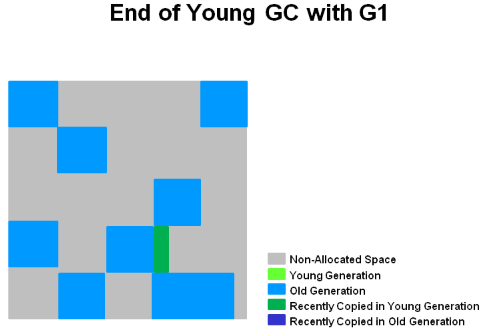 End of Young GC with G1
Non-Allocated Space
Young Generation
Old Generation
Recently Copied in Young Generation
Recently Copied in Old Generation